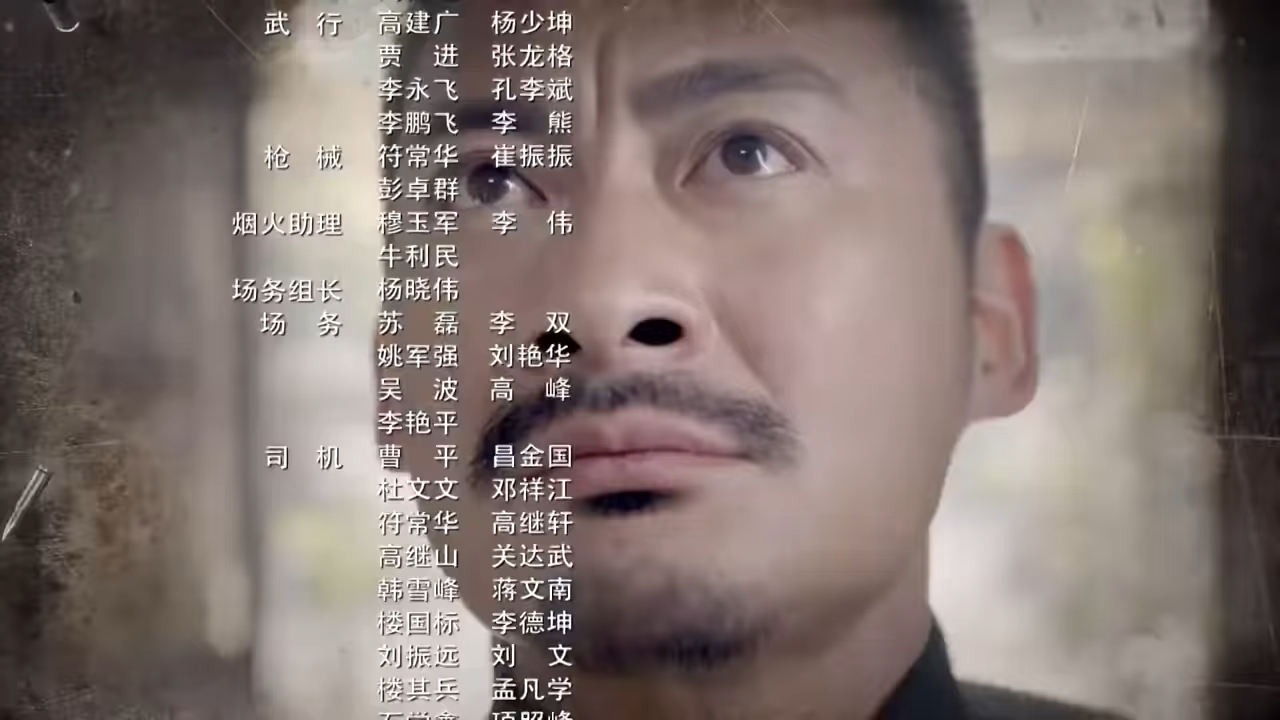 武 行 高建广 杨少坤
贾 进 张龙格
李永飞 孔李斌
李鹏飞 李 熊
枪 械 符常华 崔振振
彭卓群
烟火助理 穆玉军 李 伟
牛利民
场务组长 杨晓伟
场 务 苏 磊 李 双
姚军强 刘艳华
吴 波 高 峰
李艳平
司 机 曹 平 昌金国
杜文文 邓祥江
符常华 高继轩
高继山 关达武
韩雪峰 蒋文南
楼国标 李德坤
刘振远 刘 文
楼其兵 孟凡学